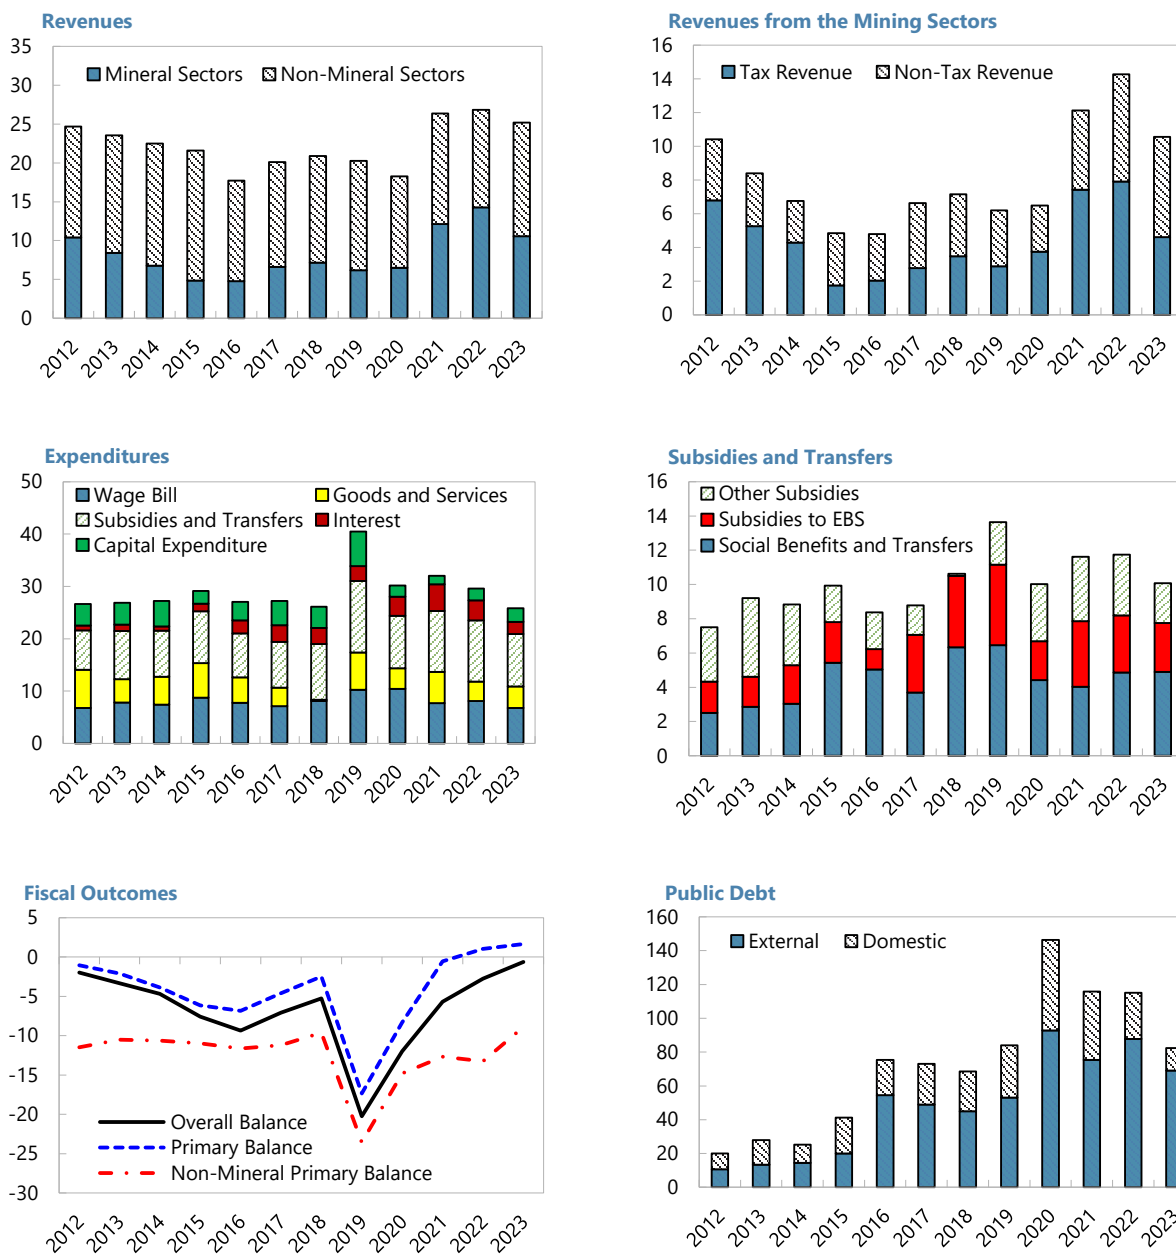 Revenues
35
30
25
20
15
10
5
0
Mineral Sectors
Non-Mineral Sectors
2012 2013 2014 2015 2016 2017 2018 2019 2020 2021 2022 2023
Revenues from the Mining Sectors
16
14
12
10
8
6
4
2
0
Tax Revenue
Non-Tax Revenue
2012 2013 2014 2015 2016 2017 2018 2019 2020 2021 2022 2023
Expenditures
50
40
30
20
10
0
Wage Bill
Goods and Services
Subsidies and Transfers
Interest
Capital Expenditure
2012 2013 2014 2015 2016 2017 2018 2019 2020 2021 2022 2023
Subsidies and Transfers
16
14
12
10
8
6
4
2
0
Other Subsidies
Subsidies to EBS
Social Benefits and Transfers
2012 2013 2014 2015 2016 2017 2018 2019 2020 2021 2022 2023
Fiscal Outcomes
5
0
-5
-10
-15
-20
-25
-30
Overall Balance
Primary Balance
Non-Mineral Primary Balance
2012 2013 2014 2015 2016 2017 2018 2019 2020 2021 2022 2023
Public Debt
160
140
120
100
80
60
40
20
0
External
Domestic
2012 2013 2014 2015 2016 2017 2018 2019 2020 2021 2022 2023